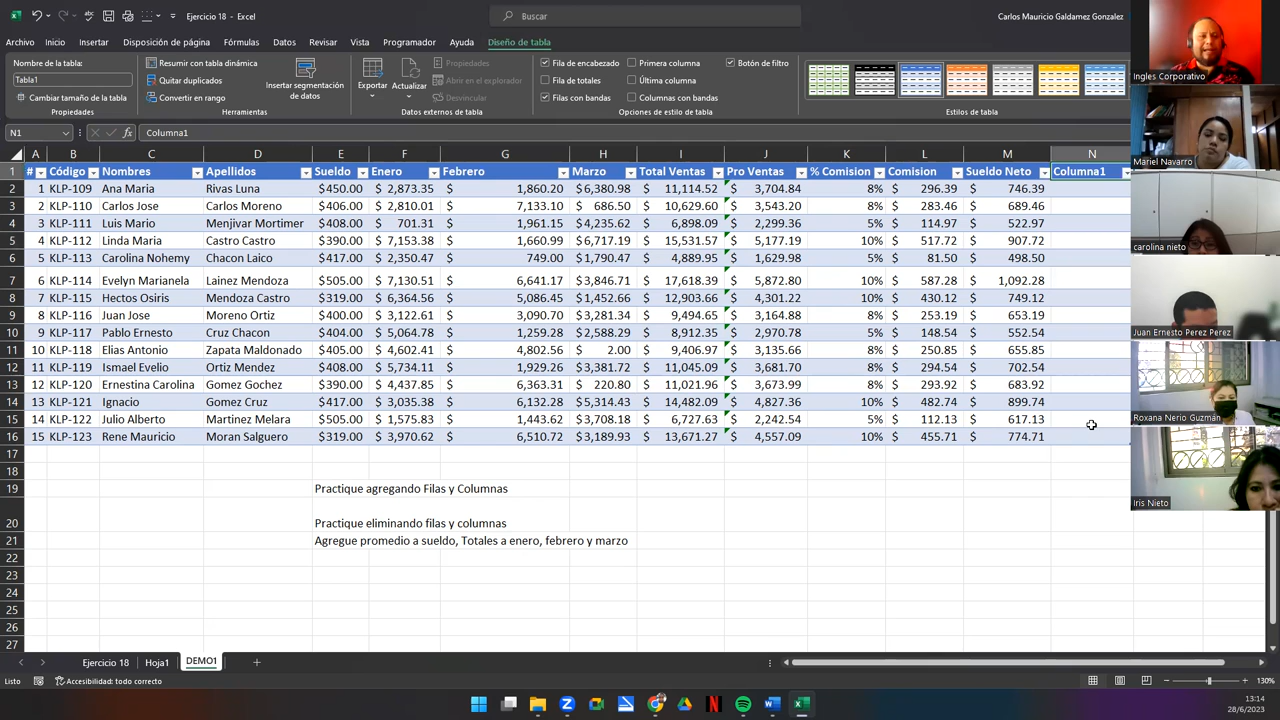 Ejercicio 18 - Excel
Buscar
Carlos Mauricio Galdamez Gonzalez
Archivo Inicio Insertar Disposición de página Fórmulas Datos Revisar Vista Programador Ayuda Diseño de tabla
Nombre de la tabla:
Tabla1
Cambiar tamaño de la tabla
Propiedades
Resumir con tabla dinámica
Quitar duplicados
Convertir en rango
Insertar segmentación de datos
Herramientas
Exportar
Actualizar
Propiedades
Abrir en el explorador
Desvincular
Datos externos de tabla
Fila de encabezado
Fila de totales
Filas con bandas
Primera columna
Última columna
Columnas con bandas
Botón de filtro
Opciones de estilo de tabla
Estilos de tabla
N1
fx
Columna1
A B C D E F G H I J K L M N
1 # Código Nombres Apellidos Sueldo Enero Febrero Marzo Total Ventas Pro Ventas % Comision Comision Sueldo Neto Columna1
2 1 KLP-109 Ana Maria Rivas Luna $450.00 $ 2,873.35 $ 1,860.20 $6,380.98 $ 11,114.52 $ 3,704.84 8% $ 296.39 $ 746.39
3 2 KLP-110 Carlos Jose Carlos Moreno $406.00 $ 2,810.01 $ 7,133.10 $ 686.50 $ 10,629.60 $ 3,543.20 8% $ 283.46 $ 689.46
4 3 KLP-111 Luis Mario Menjivar Mortimer $408.00 $ 701.31 $ 1,961.15 $4,235.62 $ 6,898.09 $ 2,299.36 5% $ 114.97 $ 522.97
5 4 KLP-112 Linda Maria Castro Castro $390.00 $ 7,153.38 $ 1,660.99 $6,717.19 $ 15,531.57 $ 5,177.19 10% $ 517.72 $ 907.72
6 5 KLP-113 Carolina Nohemy Chacon Laico $417.00 $ 2,350.47 $ 749.00 $1,790.47 $ 4,889.95 $ 1,629.98 5% $ 81.50 $ 498.50
7 6 KLP-114 Evelyn Marianela Lainez Mendoza $505.00 $ 7,130.51 $ 6,641.17 $3,846.71 $ 17,618.39 $ 5,872.80 10% $ 587.28 $ 1,092.28
8 7 KLP-115 Hectos Osiris Mendoza Castro $319.00 $ 6,364.56 $ 5,086.45 $1,452.66 $ 12,903.66 $ 4,301.22 10% $ 430.12 $ 749.12
9 8 KLP-116 Juan Jose Moreno Ortiz $400.00 $ 3,122.61 $ 3,090.70 $3,281.34 $ 9,494.65 $ 3,164.88 8% $ 253.19 $ 653.19
10 9 KLP-117 Pablo Ernesto Cruz Chacon $404.00 $ 5,064.78 $ 1,259.28 $2,588.29 $ 8,912.35 $ 2,970.78 5% $ 148.54 $ 552.54
11 10 KLP-118 Elias Antonio Zapata Maldonado $405.00 $ 4,602.41 $ 4,802.56 $ 2.00 $ 9,406.97 $ 3,135.66 8% $ 250.85 $ 655.85
12 11 KLP-119 Ismael Evelio Ortiz Mendez $408.00 $ 5,734.11 $ 1,929.26 $3,381.72 $ 11,045.09 $ 3,681.70 8% $ 294.54 $ 702.54
13 12 KLP-120 Ernestina Carolina Gomez Gochez $390.00 $ 4,437.85 $ 6,363.31 $ 220.80 $ 11,021.96 $ 3,673.99 8% $ 293.92 $ 683.92
14 13 KLP-121 Ignacio Gomez Cruz $417.00 $ 3,035.38 $ 6,132.28 $5,314.43 $ 14,482.09 $ 4,827.36 10% $ 482.74 $ 899.74
15 14 KLP-122 Julio Alberto Martinez Melara $505.00 $ 1,575.83 $ 1,443.62 $3,708.18 $ 6,727.63 $ 2,242.54 5% $ 112.13 $ 617.13
16 15 KLP-123 Rene Mauricio Moran Salguero $319.00 $ 3,970.62 $ 6,510.72 $3,189.93 $ 13,671.27 $ 4,557.09 10% $ 455.71 $ 774.71
17
18
19 Practique agregando Filas y Columnas
20 Practique eliminando filas y columnas
21 Agregue promedio a sueldo, Totales a enero, febrero y marzo
22
23
24
25
26
27
Ingles Corporativo
Mariel Navarro
carolina nieto
Juan Ernesto Perez Perez
Roxana Nerio Guzmán
Iris Nieto
Ejercicio 18 Hoja1 DEMO1
Listo
Accesibilidad: todo correcto
130%
13:14
28/6/2023